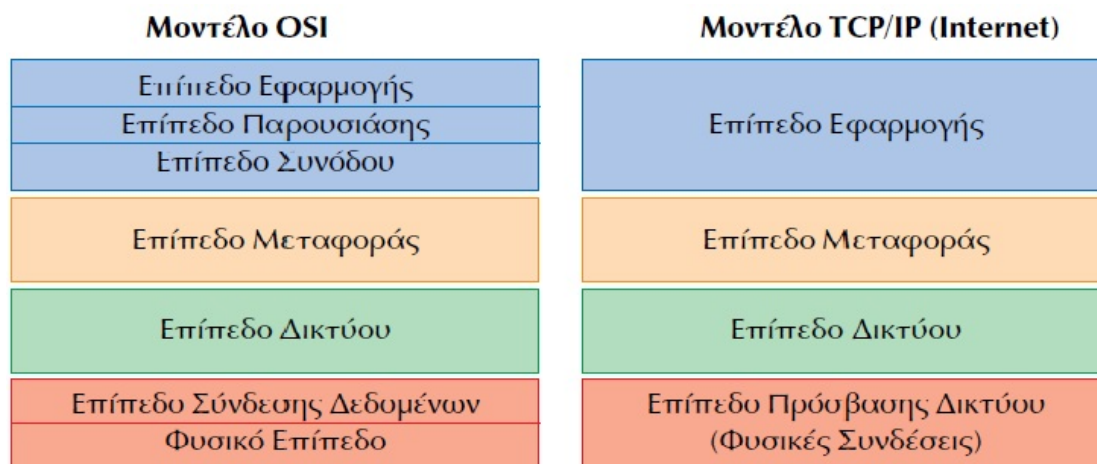 Μοντέλο OSI
Επίπεδο Εφαρμογής
Επίπεδο Παρουσιάσης
Επίπεδο Συνόδου
Επίπεδο Μεταφοράς
Επίπεδο Δικτύου
Επίπεδο Σύνδεσης Δεδομένων
Φυσικό Επίπεδο
Μοντέλο TCP/IP (Internet)
Επίπεδο Εφαρμογής
Επίπεδο Μεταφοράς
Επίπεδο Δικτύου
Επίπεδο Πρόσβασης Δικτύου
(Φυσικές Συνδέσεις)